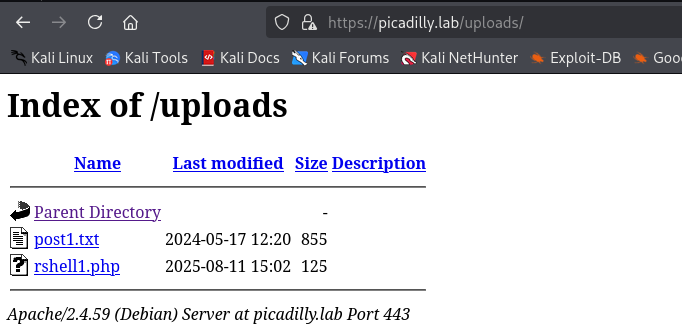 https://picadilly.lab/uploads/
Kali Linux Kali Tools Kali Docs Kali Forums Kali NetHunter Exploit-DB Goo
Index of /uploads
Name Last modified Size Description
Parent Directory -
post1.txt 2024-05-17 12:20 855
rshell1.php 2025-08-11 15:02 125
Apache/2.4.59 (Debian) Server at picadilly.lab Port 443